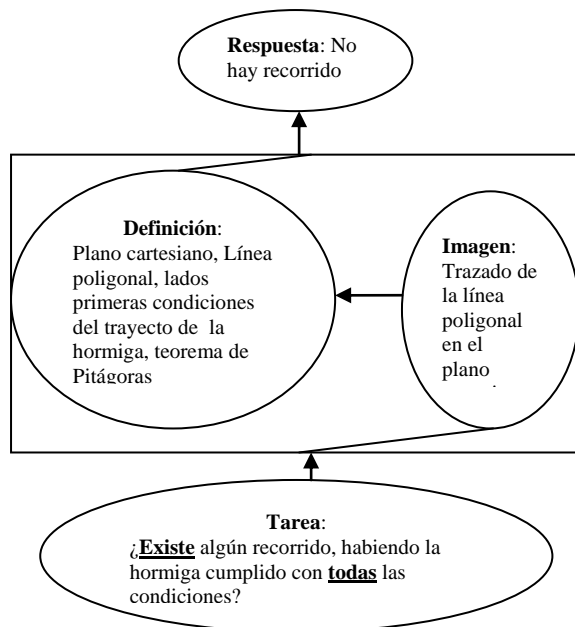 Respuesta: No
hay recorrido
Definición:
Plano cartesiano, Línea
poligonal, lados
primeras condiciones
del trayecto de la
hormiga, teorema de
Pitágoras
Imagen:
Trazado de
la línea
poligonal
en el
plano
Tarea:
¿Existe algún recorrido, habiendo la
hormiga cumplido con todas las
condiciones?